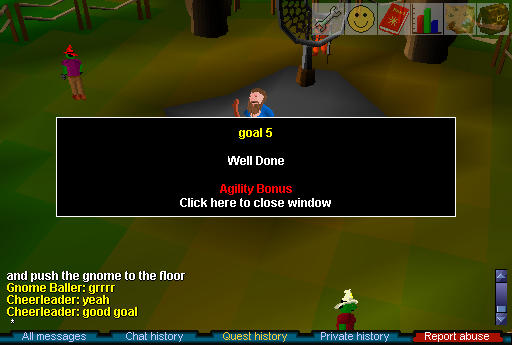 goal 5
Well Done
Agility Bonus
Click here to close window
and push the gnome to the floor
Gnome Baller: grrrr
Cheerleader: yeah
Cheerleader: good goal
*
All messages
Chat history
Quest history
Private history
Report abuse